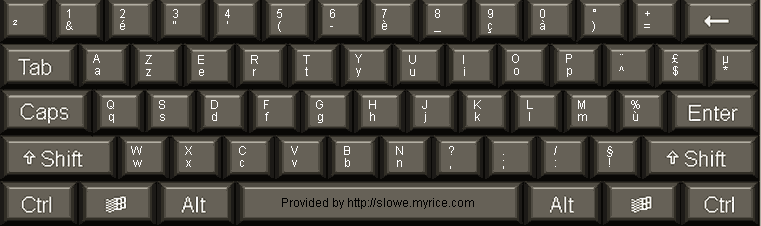 ² 1 & 2 é 3 " 4 ' 5 ( 6 - 7 è 8 _ 9 ç 0 à ° ) + = ←
Tab A a Z z E e R r T t Y y U u I i O o P p ¨ ^ £ $ µ *
Caps Q q S s D d F f G g H h J j K k L l M m % ù Enter
⇧ Shift W w X x C c V v B b N n ? , . ; / : § ! ⇧ Shift
Ctrl Alt Provided by http://slowe.myrice.com Alt Ctrl